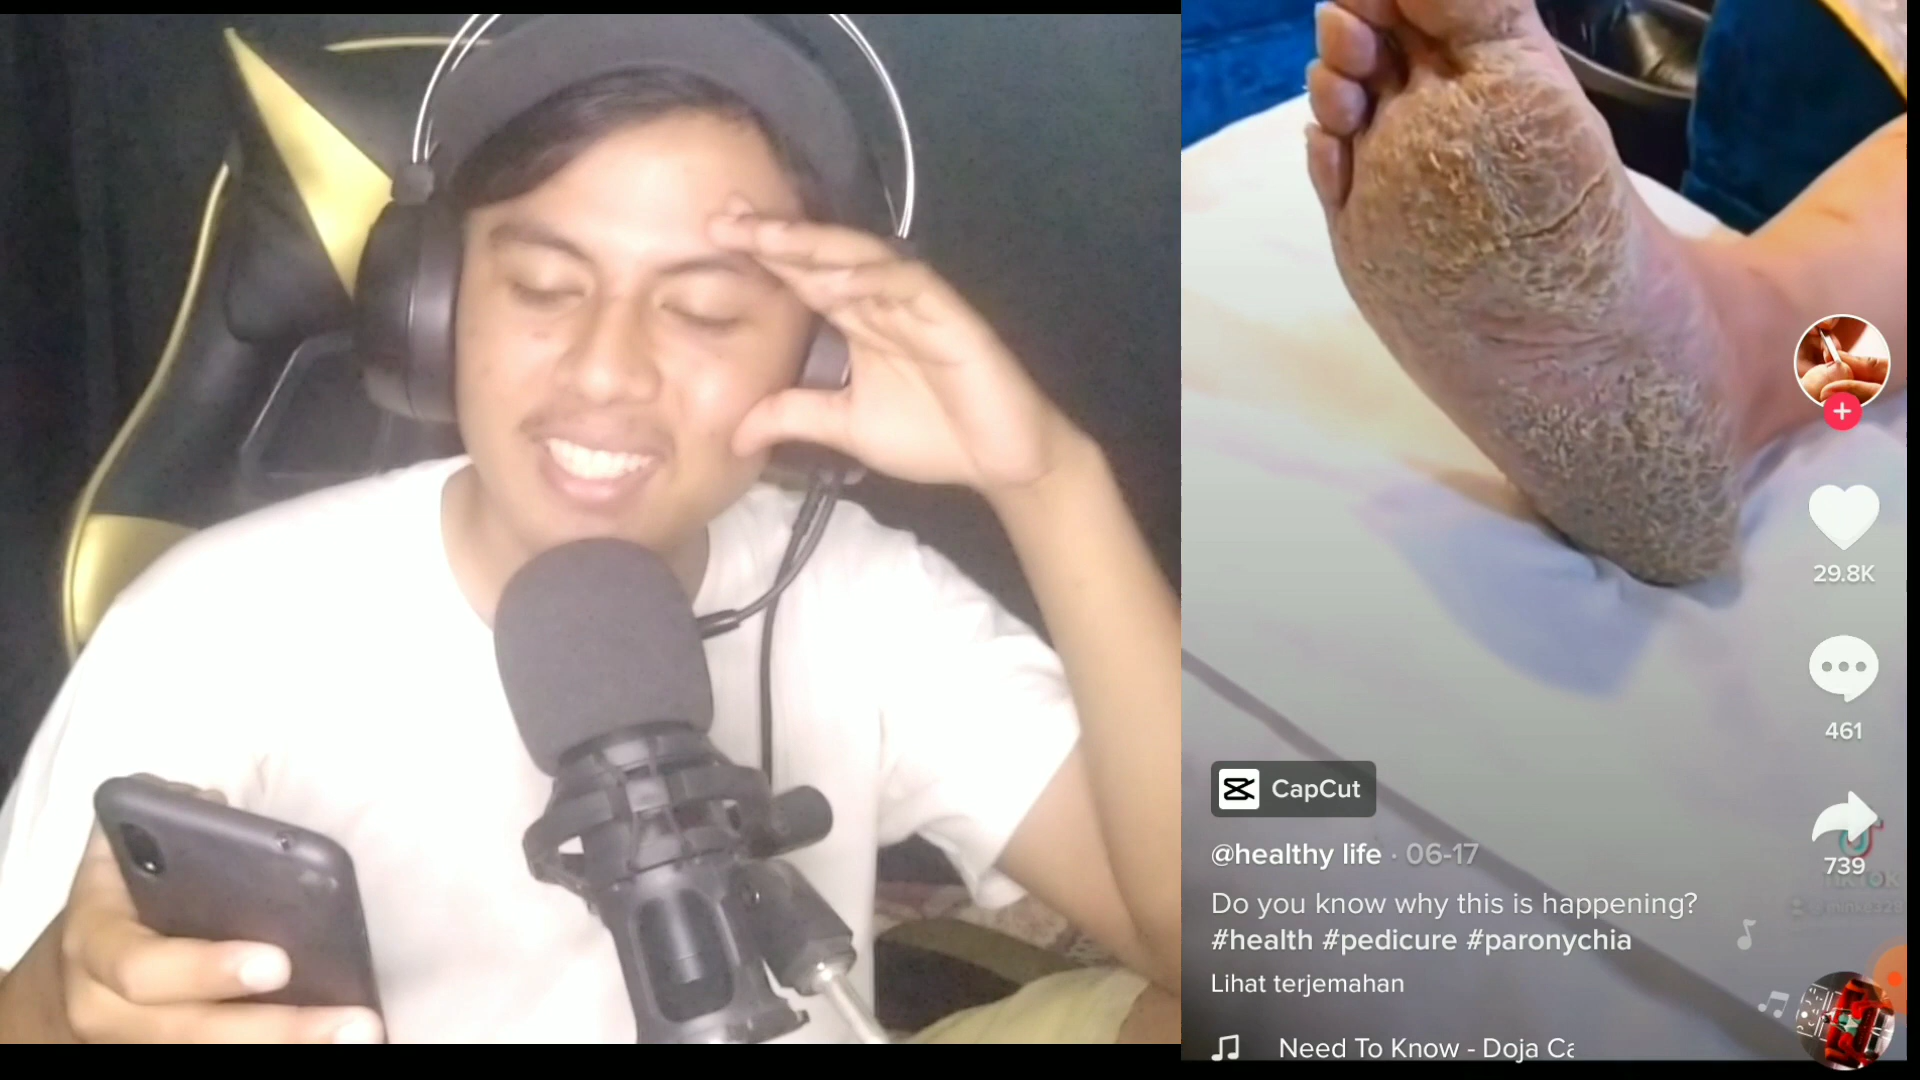 29.8K
461
739
CapCut
@healthy life · 06-17
Do you know why this is happening?
#health #pedicure #paronychia
Lihat terjemahan
Need To Know - Doja Ca